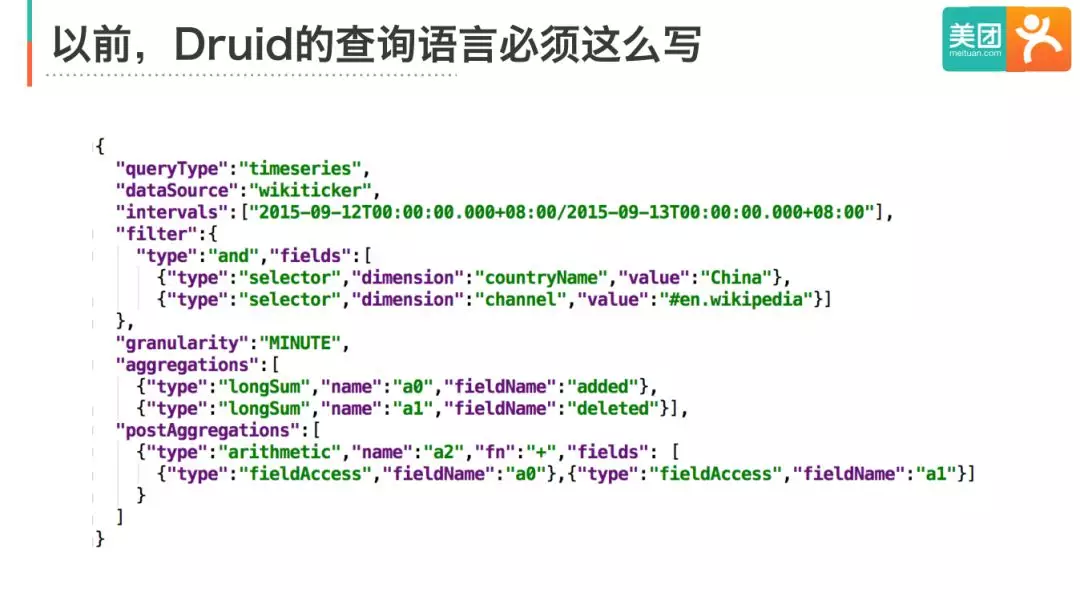 以前，Druid的查询语言必须这么写
美团
meituan.com
{
"queryType":"timeseries",
"dataSource":"wikiticker",
"intervals":["2015-09-12T00:00:00.000+08:00/2015-09-13T00:00:00.000+08:00"],
"filter":{
"type":"and","fields":[
{"type":"selector","dimension":"countryName","value":"China"},
{"type":"selector","dimension":"channel","value":"#en.wikipedia"}]
},
"granularity":"MINUTE",
"aggregations":[
{"type":"longSum","name":"a0","fieldName":"added"},
{"type":"longSum","name":"a1","fieldName":"deleted"}],
"postAggregations":[
{"type":"arithmetic","name":"a2","fn":"+","fields": [
{"type":"fieldAccess","fieldName":"a0"},{"type":"fieldAccess","fieldName":"a1"}]
}
]
}